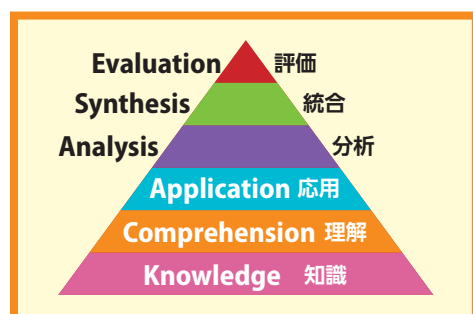 Evaluation 評価
Synthesis 統合
Analysis 分析
Application 応用
Comprehension 理解
Knowledge 知識